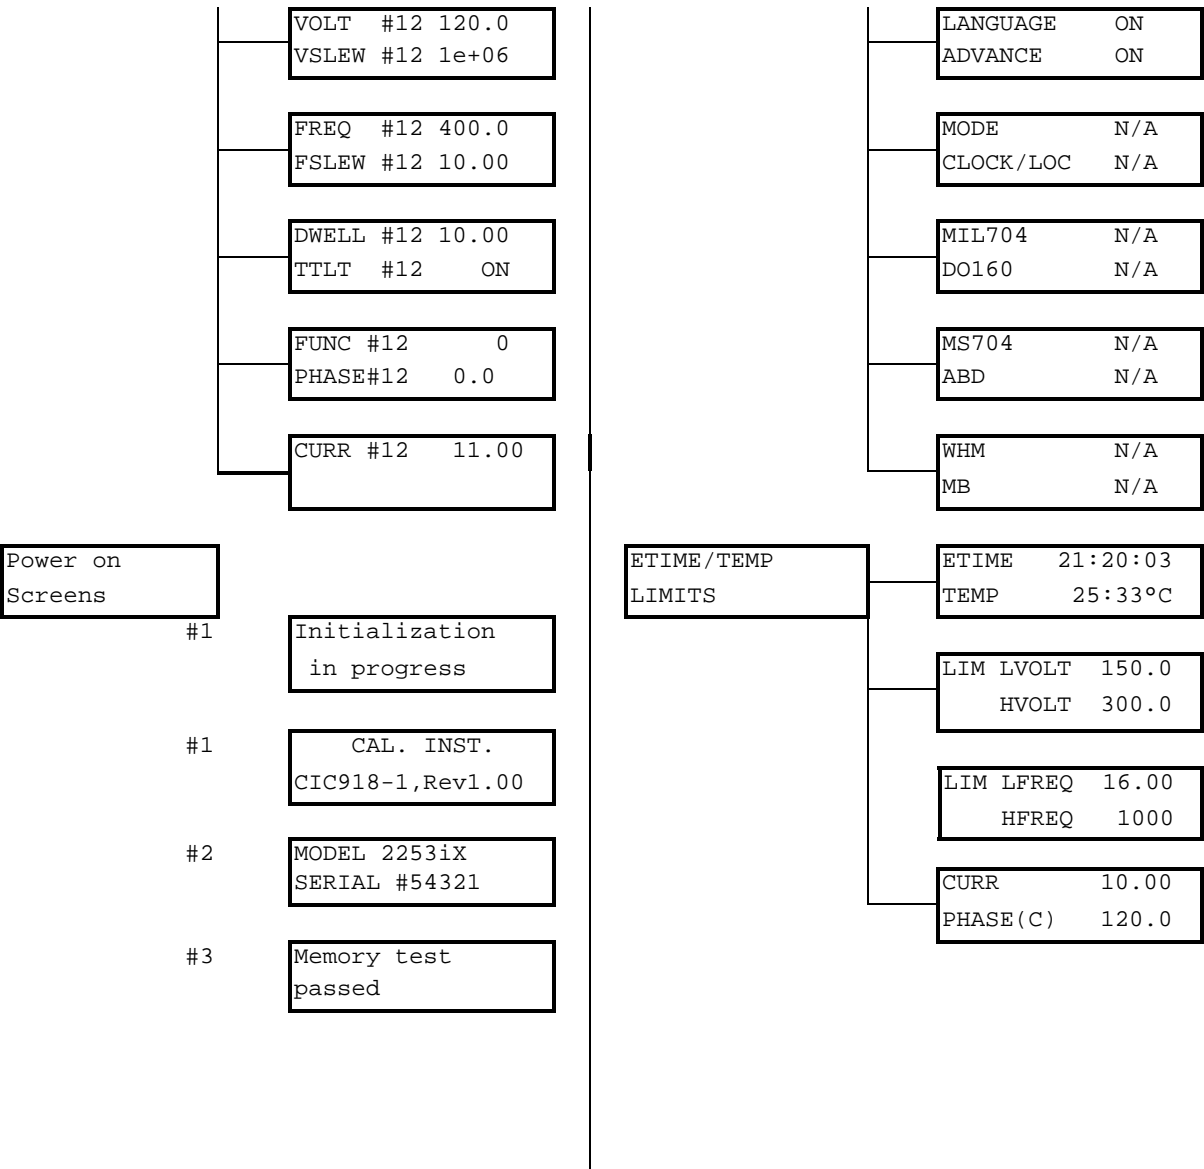 VOLT #12 120.0
VSLEW #12 1e+06
FREQ #12 400.0
FSLEW #12 10.00
DWELL #12 10.00
TTLT #12 ON
FUNC #12 0
PHASE#12 0.0
CURR #12 11.00
Power on
Screens
#1
Initialization
in progress
#1
CAL. INST.
CIC918-1,Rev1.00
#2
MODEL 2253iX
SERIAL #54321
#3
Memory test
passed
LANGUAGE ON
ADVANCE ON
MODE N/A
CLOCK/LOC N/A
MIL704 N/A
DO160 N/A
MS704 N/A
ABD N/A
WHM N/A
MB N/A
ETIME/TEMP
LIMITS
ETIME 21:20:03
TEMP 25:33°C
LIM LVOLT 150.0
HVOLT 300.0
LIM LFREQ 16.00
HFREQ 1000
CURR 10.00
PHASE(C) 120.0